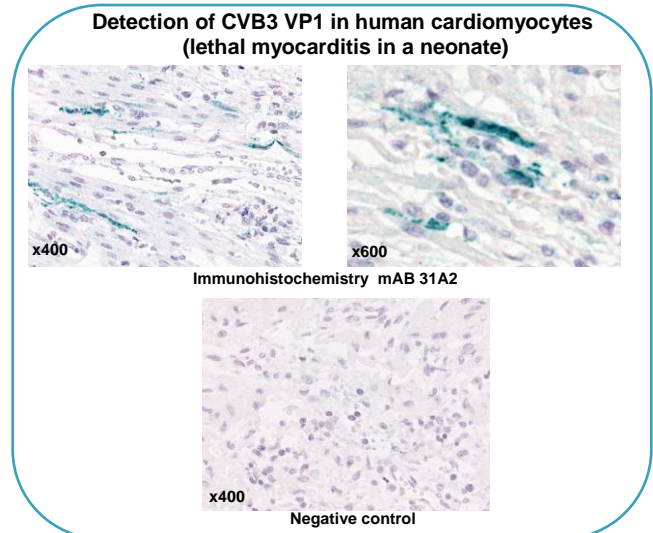 Detection of CVB3 VP1 in human cardiomyocytes
(lethal myocarditis in a neonate)
x400
x600
Immunohistochemistry mAB 31A2
x400
Negative control